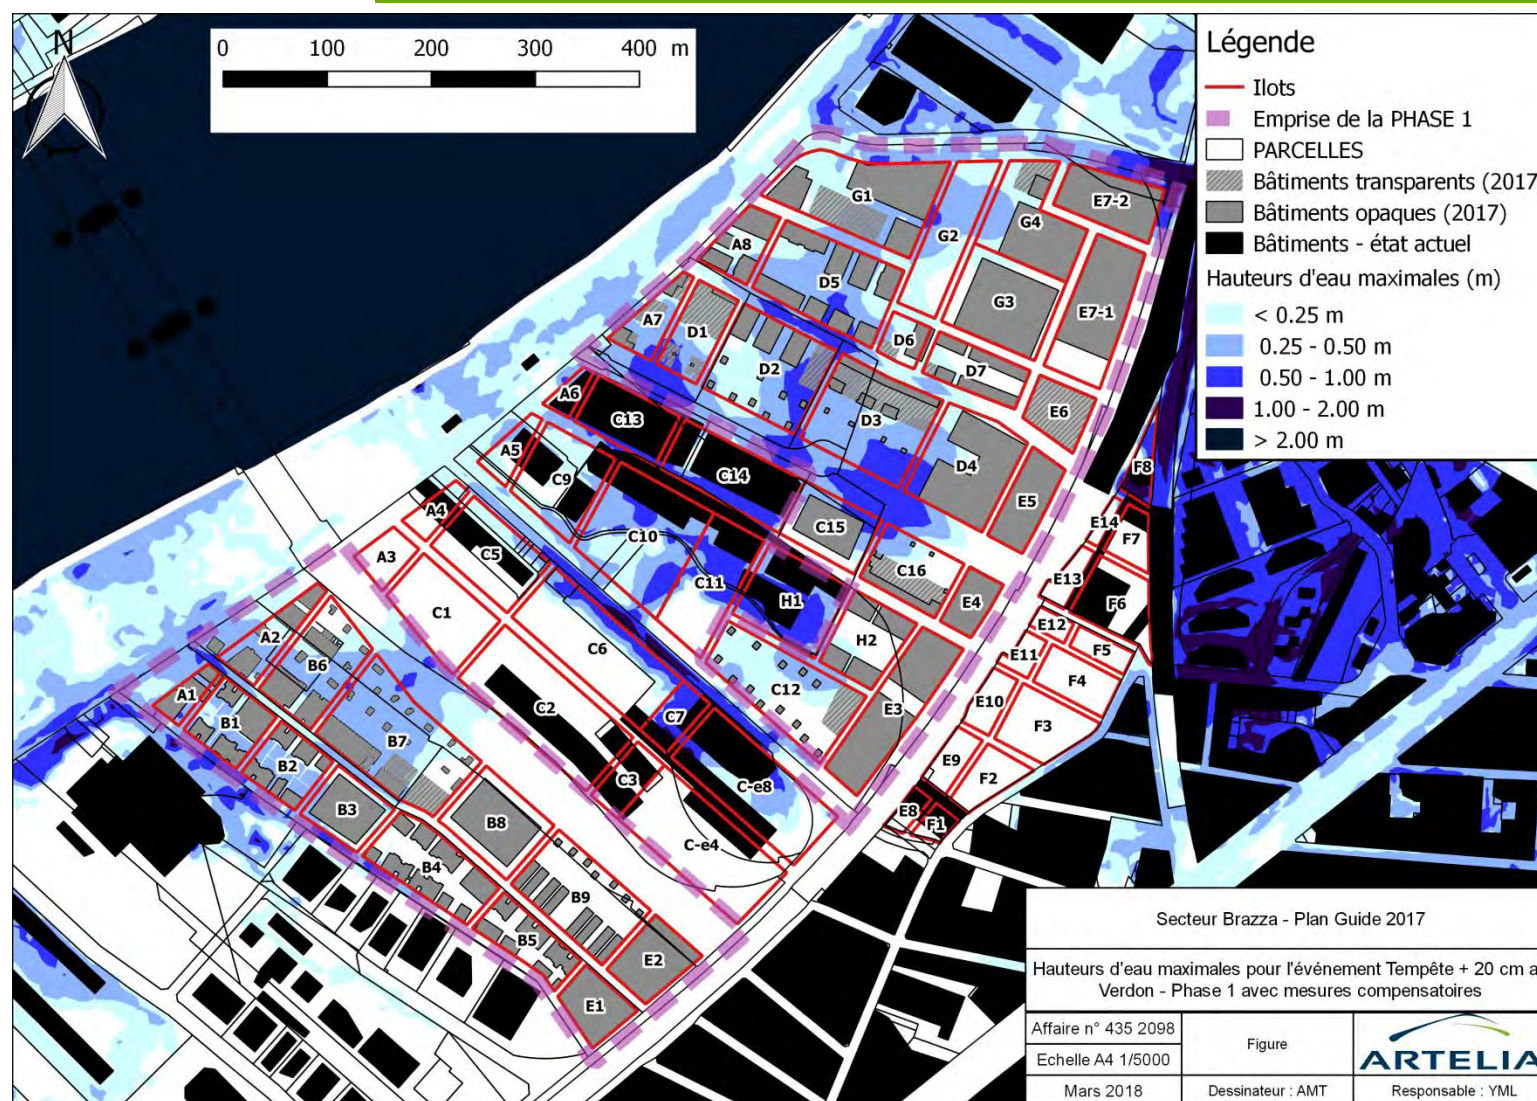 N
0 100 200 300 400 m
Légende
Ilots
Emprise de la PHASE 1
PARCELLES
Bâtiments transparents (2017
Bâtiments opaques (2017)
Bâtiments - état actuel
Hauteurs d'eau maximales (m)
< 0.25 m
0.25 - 0.50 m
0.50 - 1.00 m
1.00 - 2.00 m
> 2.00 m
G1
E7-2
G4
G2
A8
D5
G3
E7-1
A7
D1
D6
D2
D7
A6
E6
C13
D3
A5
C9
C14
D4
F8
E5
A4
C15
E14
F7
C10
A3
C5
C16
E13
C11
H1
E4
F6
C1
E12
A2
C6
H2
F5
B6
E11
F4
C12
A1
C2
E3
E10
B1
C7
F3
B7
B2
C3
E9
F2
C-e8
B3
B8
E8
F1
C-e4
B4
B9
B5
E2
E1
Secteur Brazza - Plan Guide 2017
Hauteurs d'eau maximales pour l'événement Tempête + 20 cm a
Verdon - Phase 1 avec mesures compensatoires
Affaire n° 435 2098
Echelle A4 1/5000
Mars 2018
Figure
Dessinateur : AMT
ARTELIA
Responsable : YML